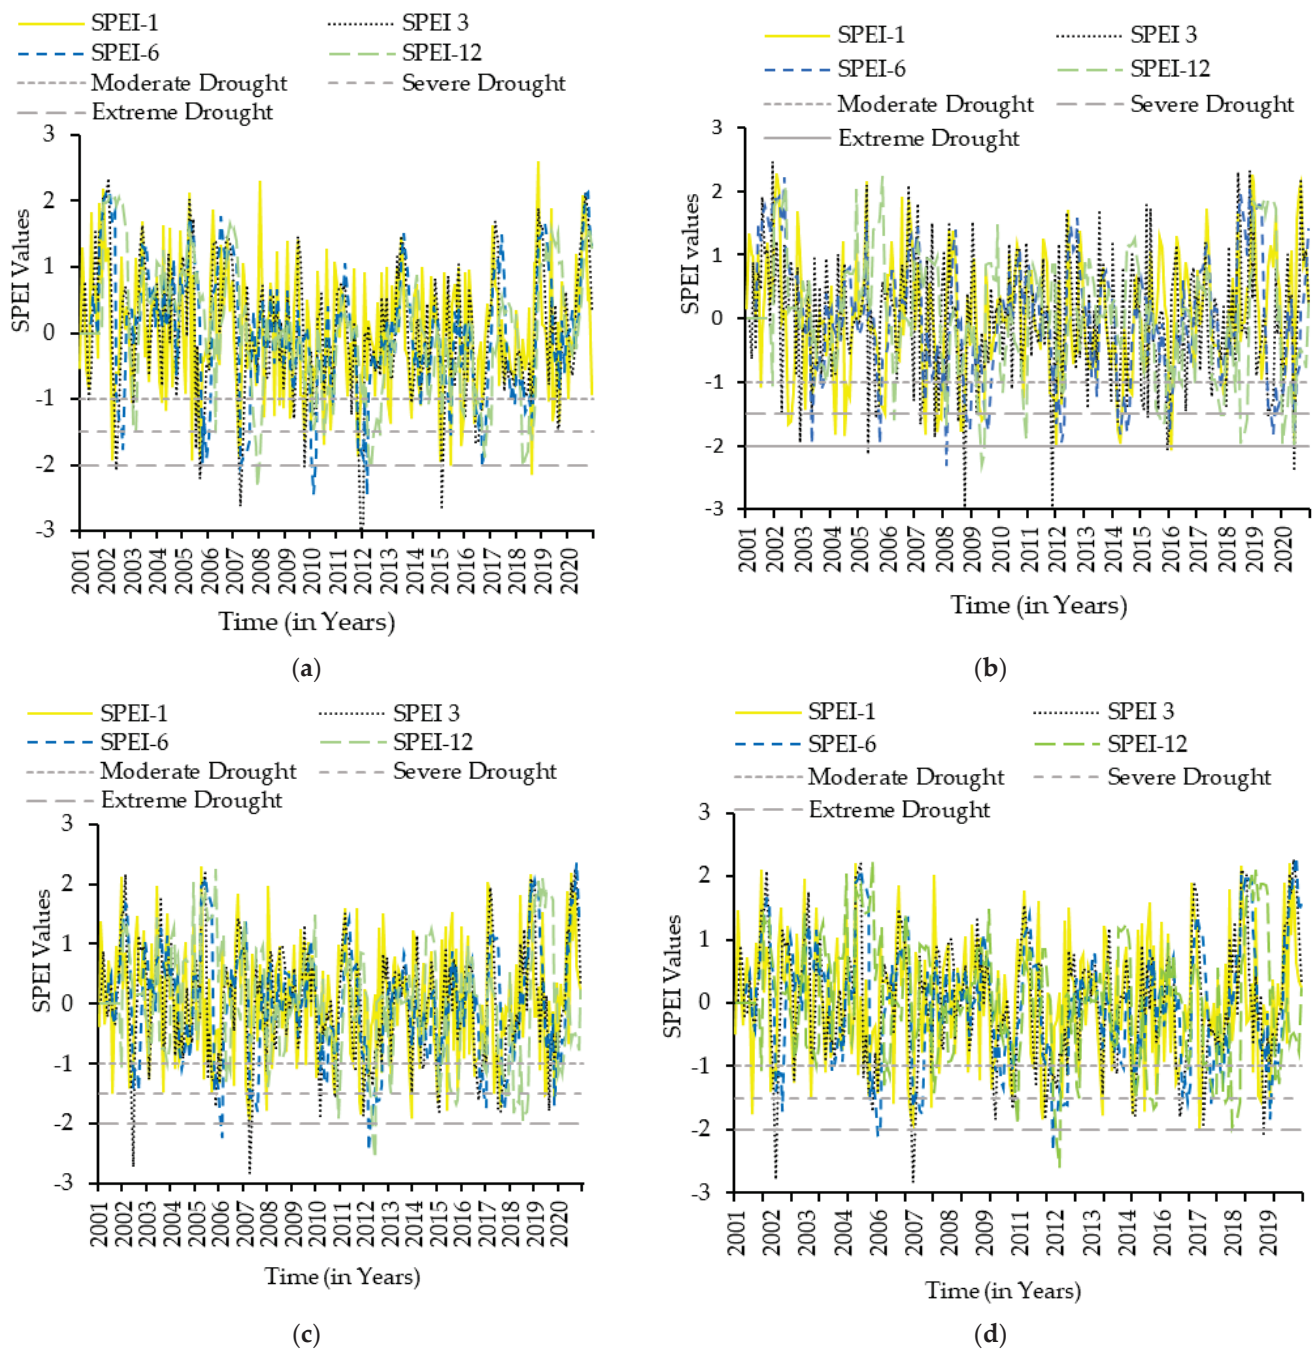 SPEI-1 SPEI 3
SPEI-6 SPEI-12
Moderate Drought Severe Drought
Extreme Drought
SPEI Values
3
2
1
0
-1
-2
-3
2001 2002 2003 2004 2005 2006 2007 2008 2009 2010 2011 2012 2013 2014 2015 2016 2017 2018 2019 2020
Time (in Years)
(a)
SPEI-1 SPEI 3
SPEI-6 SPEI-12
Moderate Drought Severe Drought
Extreme Drought
SPEI values
3
2
1
0
-1
-2
-3
2001 2002 2003 2004 2005 2006 2007 2008 2009 2010 2011 2012 2013 2014 2015 2016 2017 2018 2019 2020
Time (in Years)
(b)
SPEI-1 SPEI 3
SPEI-6 SPEI-12
Moderate Drought Severe Drought
Extreme Drought
SPEI Values
3
2
1
0
-1
-2
-3
2001 2002 2003 2004 2005 2006 2007 2008 2009 2010 2011 2012 2013 2014 2015 2016 2017 2018 2019 2020
Time (in Years)
(c)
SPEI-1 SPEI 3
SPEI-6 SPEI-12
Moderate Drought Severe Drought
Extreme Drought
SPEI Values
3
2
1
0
-1
-2
-3
2001 2002 2003 2004 2006 2007 2008 2009 2011 2012 2013 2014 2016 2017 2018 2019
Time (in Years)
(d)